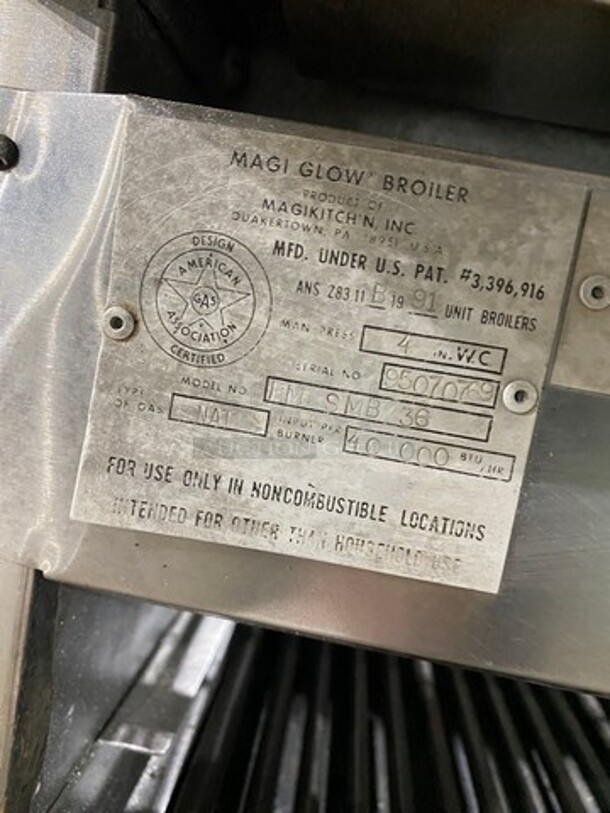 MAGI GLOW BROILER
PRODUCT OF
MAGIKITCH'N, INC.
QUAKERTOWN, PA. 18951 U.S.A.
MFD. UNDER U.S. PAT. #3,396,916
ANS Z83 11 B 19 91 UNIT BROILERS
DESIGN
AMERICAN
GAS
ASSOCIATION
CERTIFIED
MAN. PRESS 4 IN. W.C
SERIAL NO
MODEL NO SMB 36
TYPE OF GAS NAT INPUT PER BURNER 40,000 BTU/HR
FOR USE ONLY IN NONCOMBUSTIBLE LOCATIONS
INTENDED FOR OTHER THAN HOUSEHOLD USE